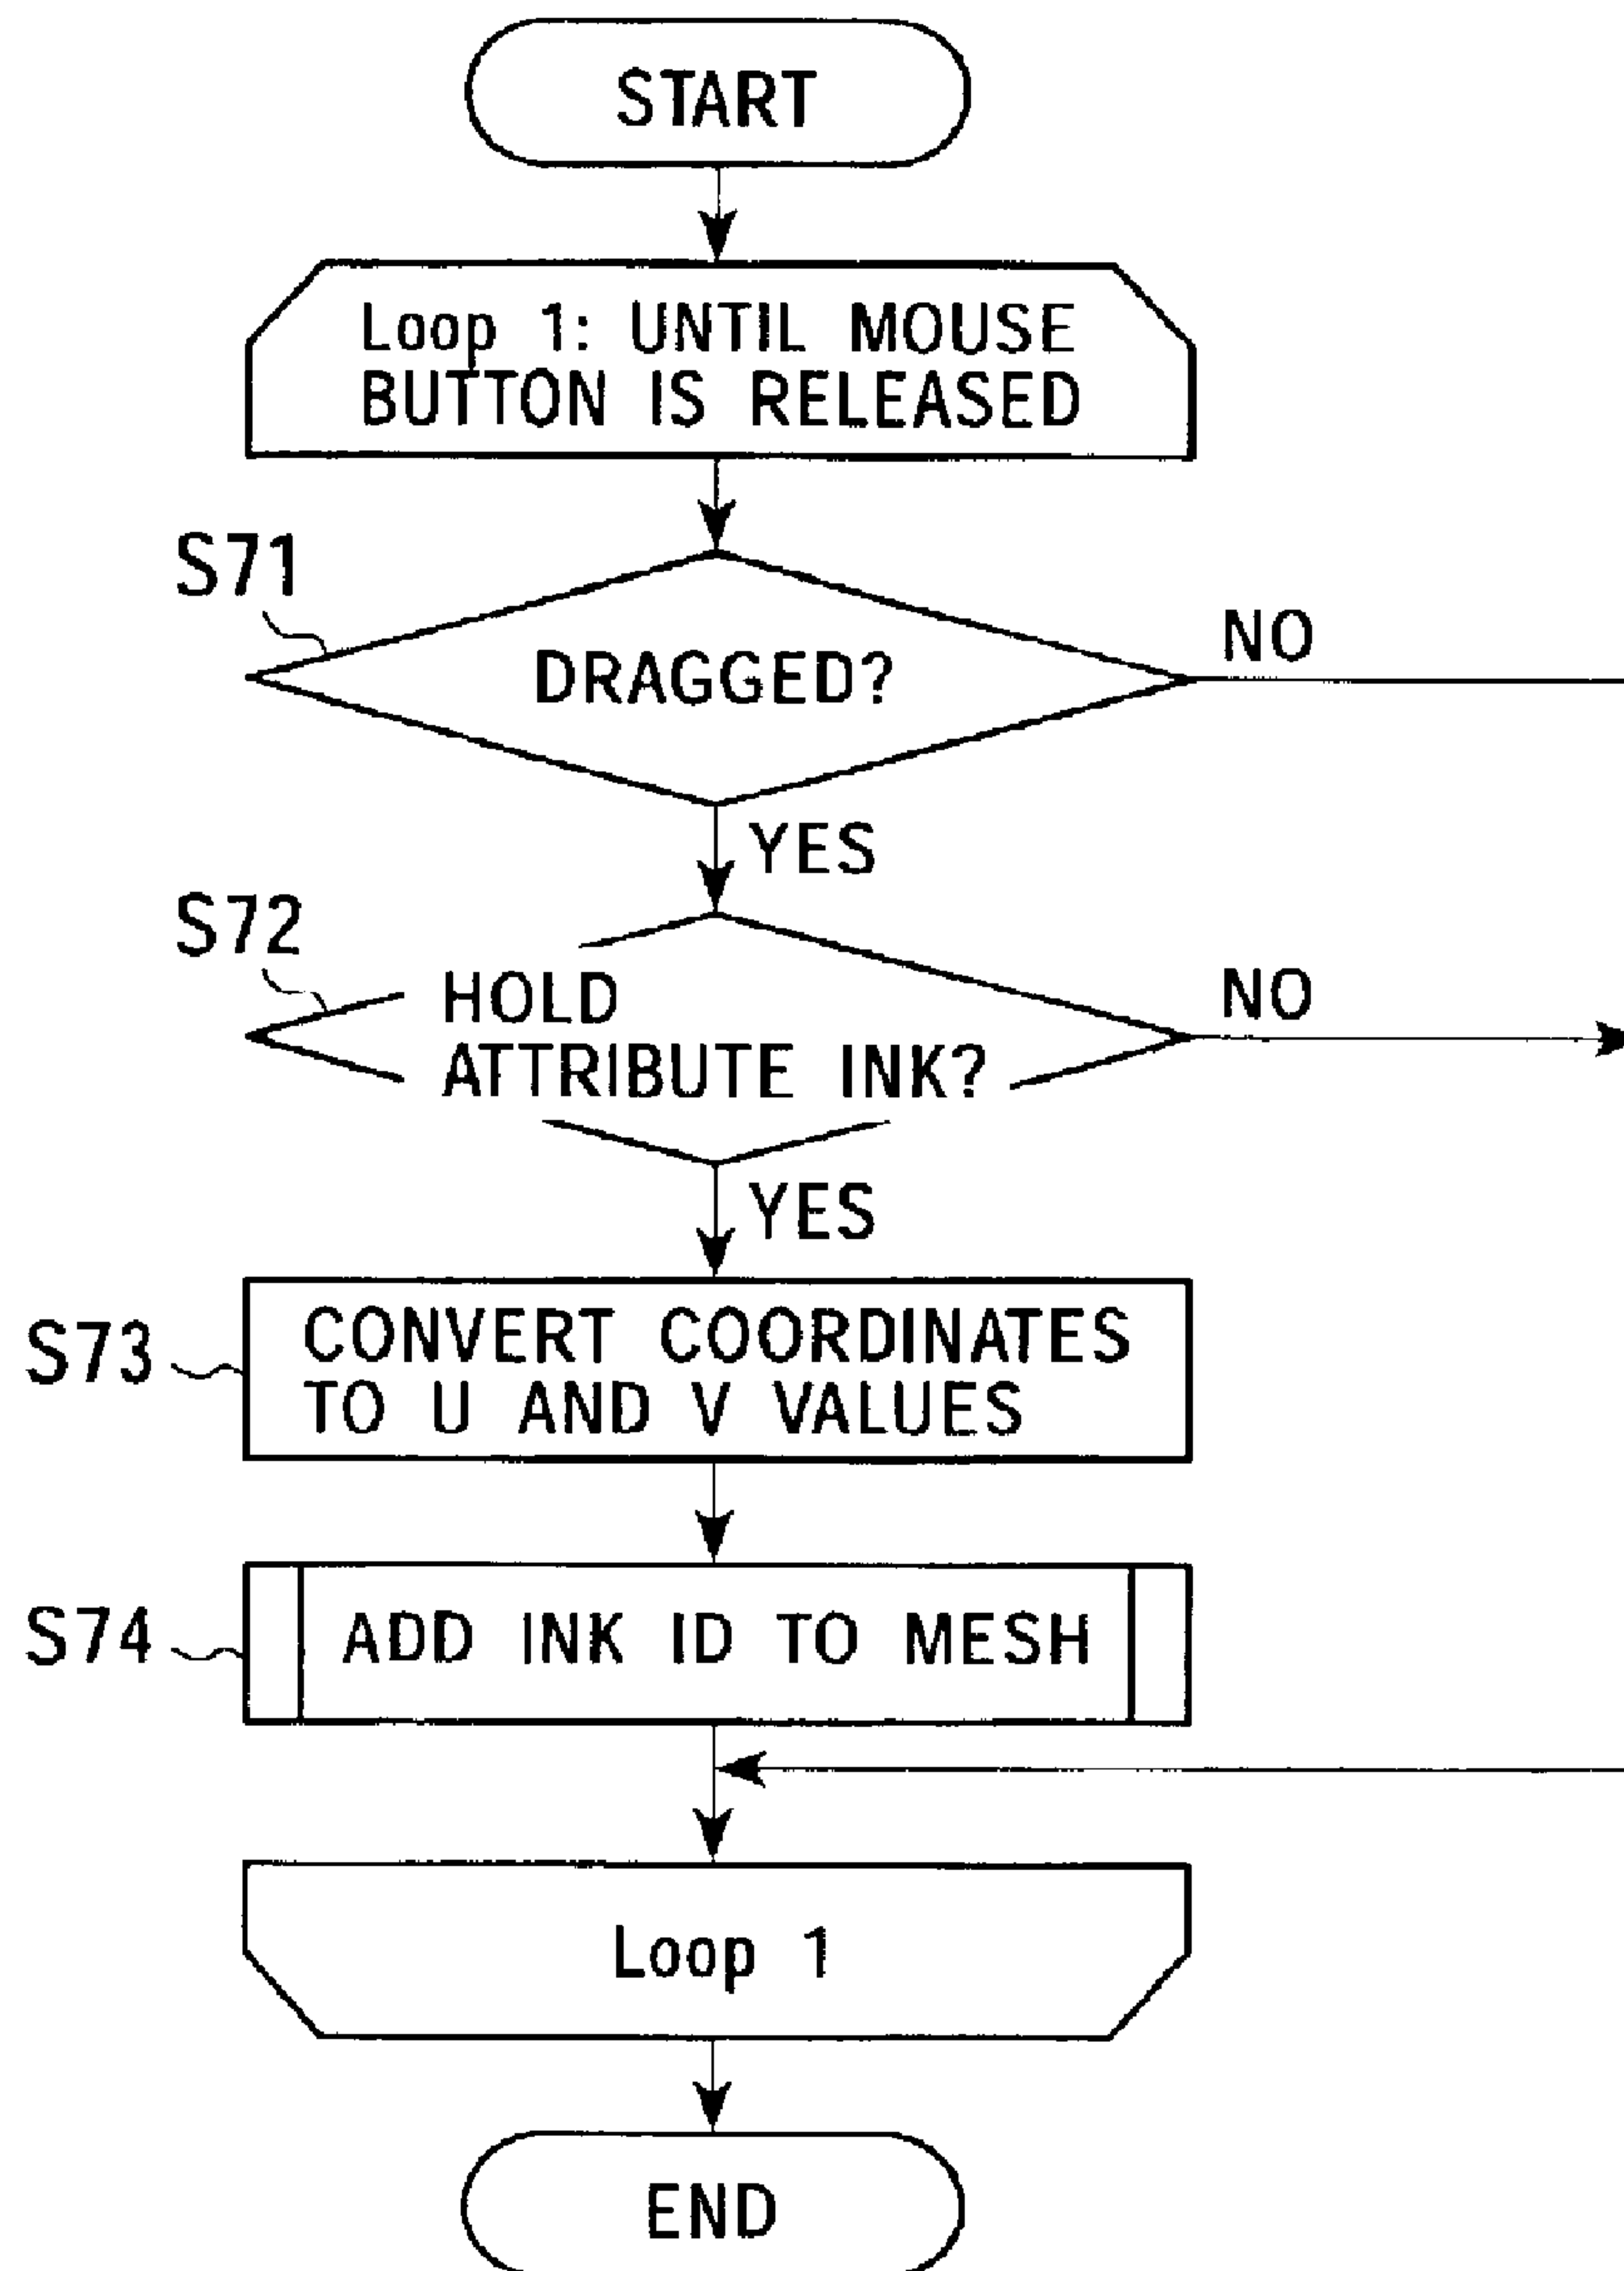 START
Loop 1: UNTIL MOUSE
BUTTON IS RELEASED
S71
DRAGGED?
NO
YES
S72
HOLD
ATTRIBUTE INK?
NO
YES
S73
CONVERT COORDINATES
TO U AND V VALUES
S74
ADD INK ID TO MESH
Loop 1
END